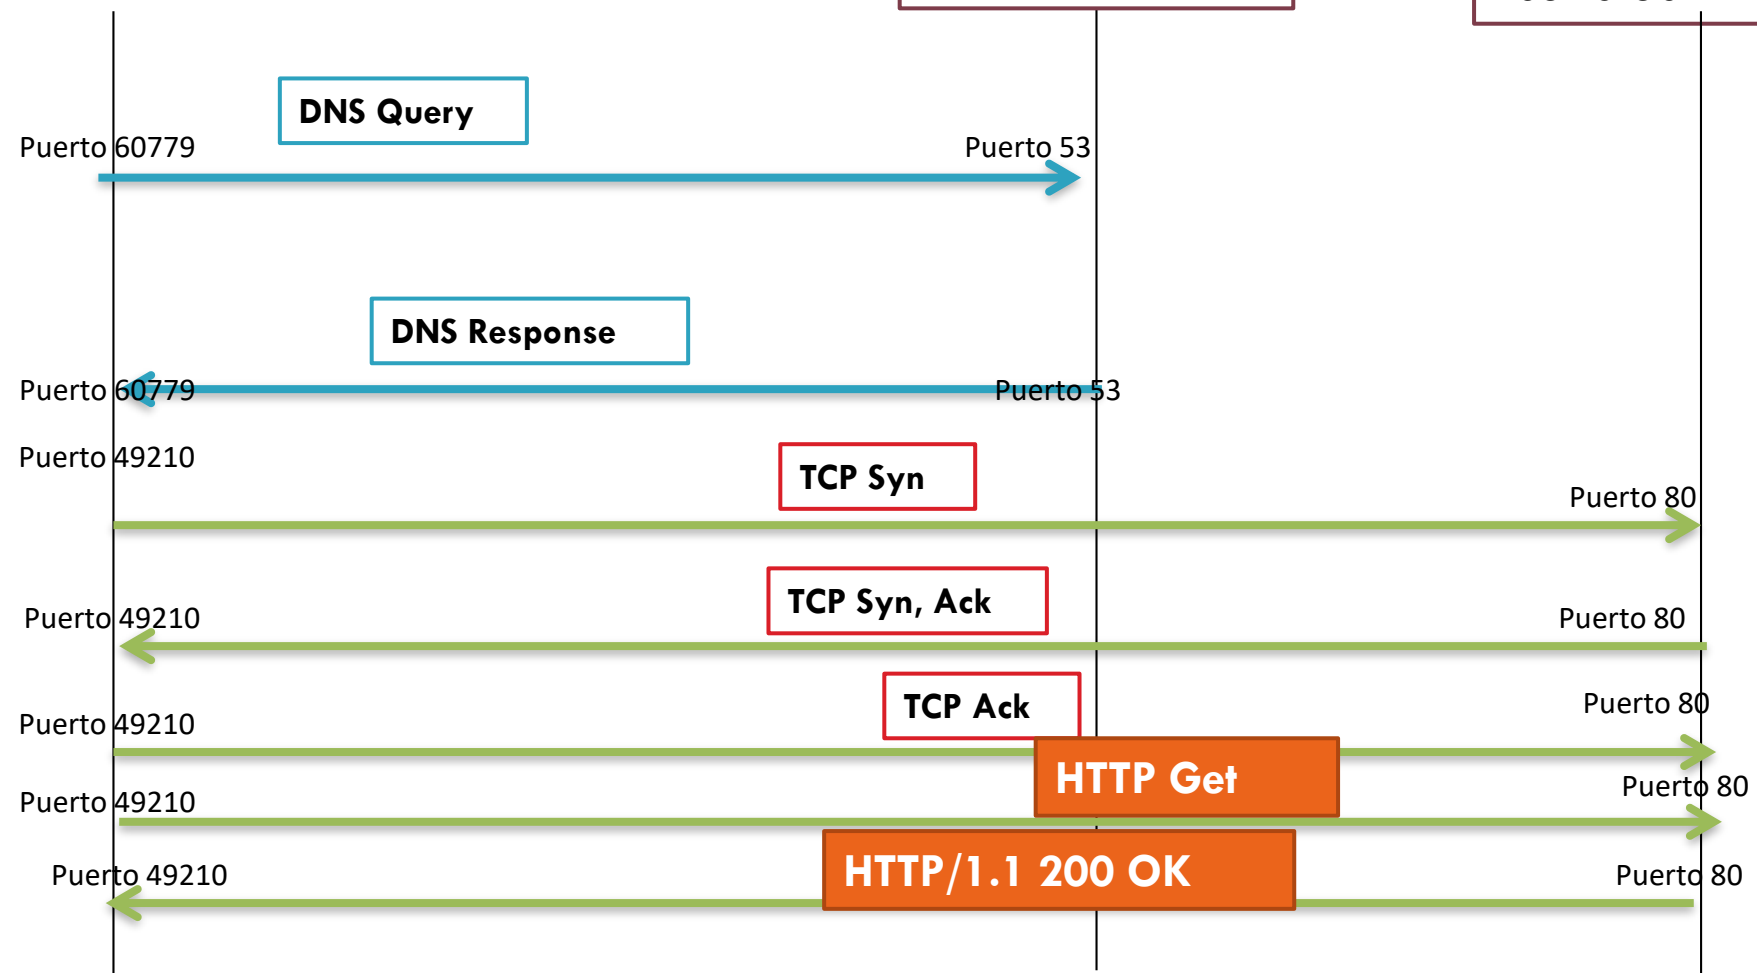 DNS Query
Puerto 60779
Puerto 53
DNS Response
Puerto 60779
Puerto 53
Puerto 49210
TCP Syn
Puerto 80
TCP Syn, Ack
Puerto 49210
Puerto 80
TCP Ack
Puerto 49210
Puerto 80
HTTP Get
Puerto 49210
Puerto 80
HTTP/1.1 200 OK
Puerto 49210
Puerto 80